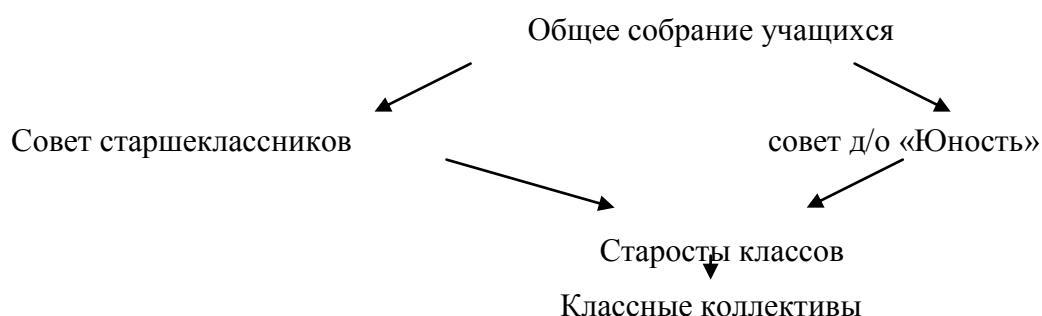 Общее собрание учащихся
Совет старшеклассников совет д/о «Юность»
Старосты классов
Классные коллективы